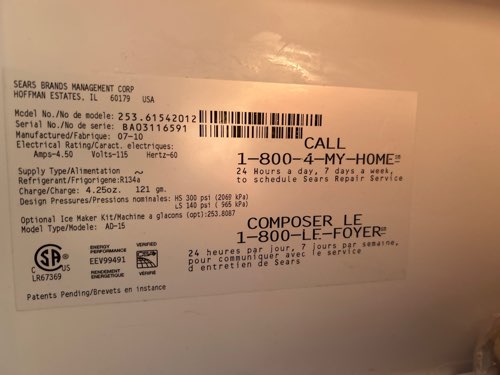 SEARS BRANDS MANAGEMENT CORP
HOFFMAN ESTATES, IL 60179 USA
Model No./No de modele: 253.61542012
Serial No./No de serie: BA03116591
Manufactured/Fabrique: 07-10
Electrical Rating/Caract. electriques:
Amps-4.50 Volts-115 Hertz-60
CALL
1-800-4-MY-HOME℠
24 Hours a day, 7 days a week,
to schedule Sears Repair Service
Supply Type/Alimentation ~
Refrigerant/Frigorigene:R134a
Charge/Charge: 4.25oz. 121 gm.
Design Pressures/Pressions nominales: HS 300 psi (2068 kPa)
LS 140 psi ( 965 kPa)
Optional Ice Maker Kit/Machine a glacons (opt):253.8087
Model Type/Modele: AD-15
COMPOSER LE
1-800-LE-FOYER℠
24 heures par jour, 7 jours par semaine,
pour communiquer avec le service
d entretien de Sears
C US
LR67369
ENERGY PERFORMANCE VERIFIED
EEV99491
RENDEMENT ENERGETIQUE
Patents Pending/Brevets en instance